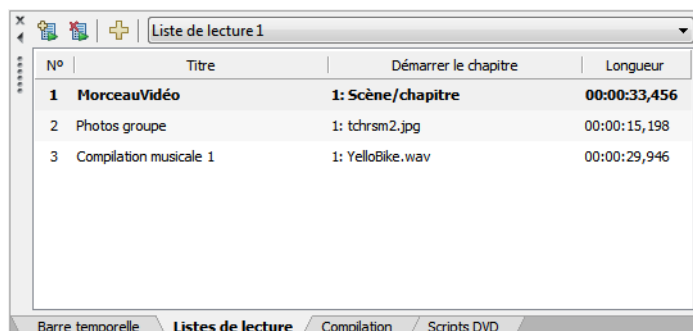 Liste de lecture 1
Nº Titre Démarrer le chapitre Longueur
1 MorceauVidéo 1: Scène/chapitre 00:00:33,456
2 Photos groupe 1: tchrsm2.jpg 00:00:15,198
3 Compilation musicale 1 1: YelloBike.wav 00:00:29,946
Barre temporelle Listes de lecture Compilation Scripts DVD